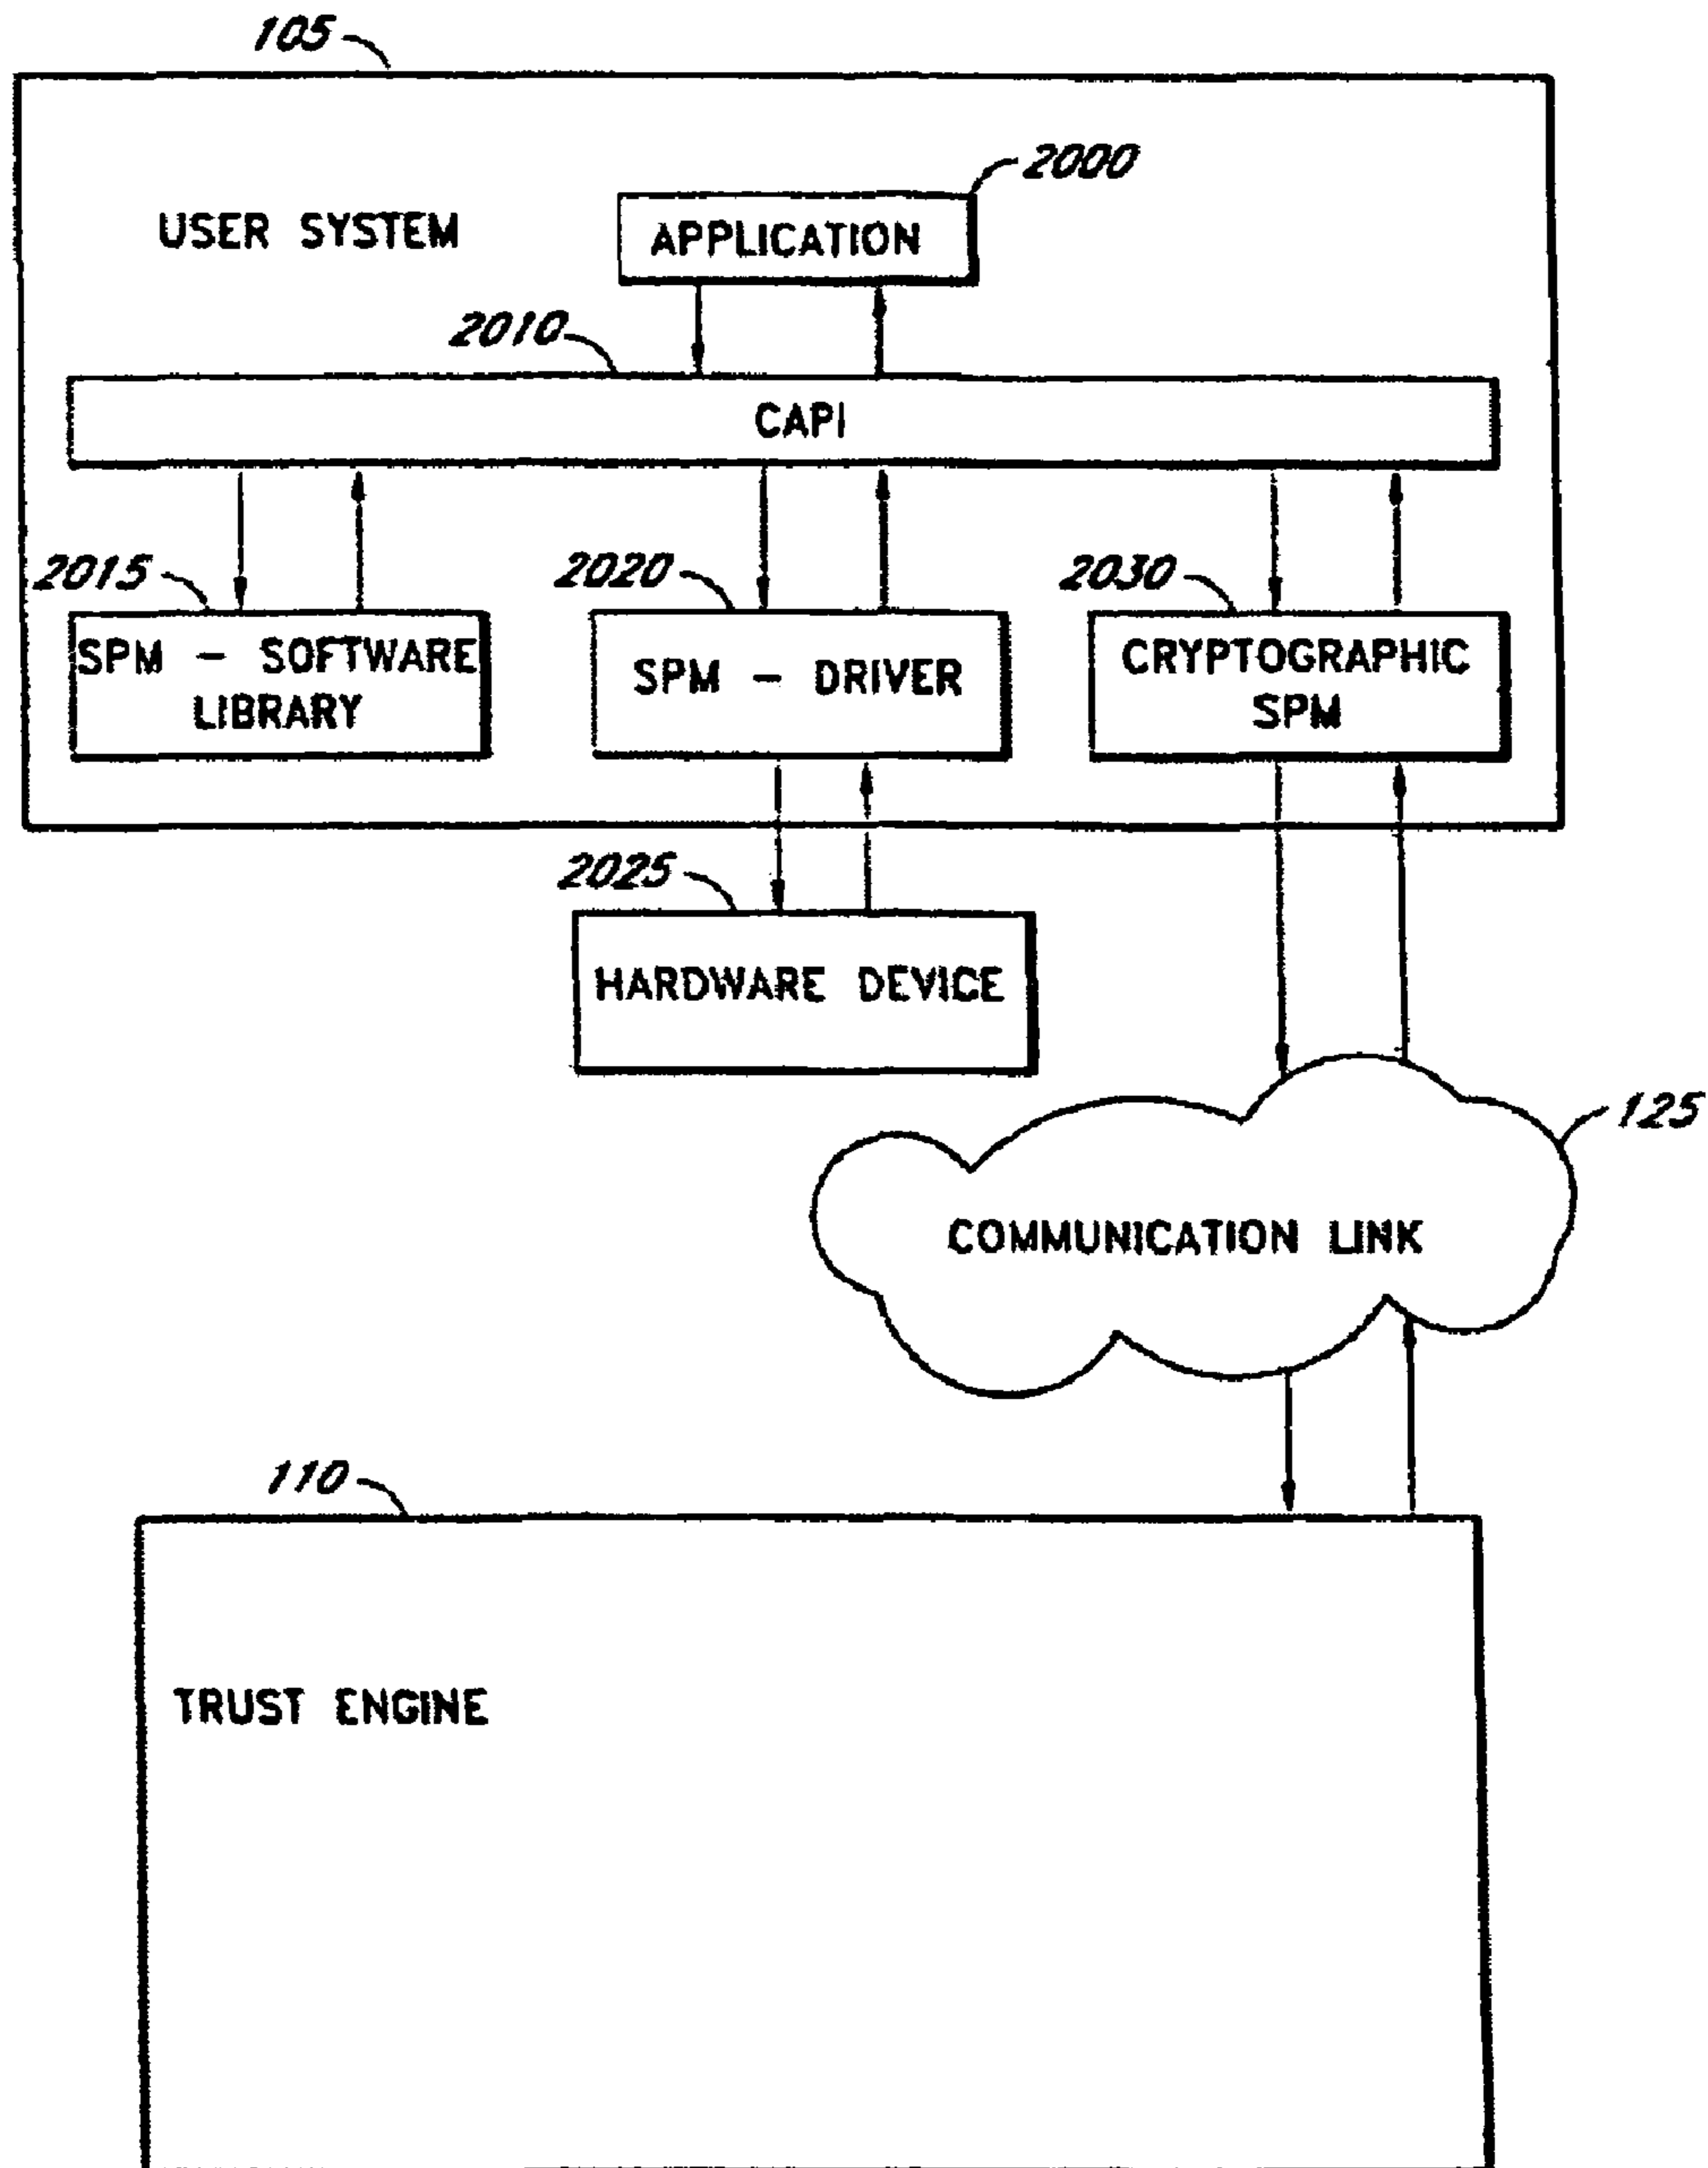 105
2000
USER SYSTEM
APPLICATION
2010
CAPI
2015
2020
2030
SPM - SOFTWARE
LIBRARY
SPM - DRIVER
CRYPTOGRAPHIC
SPM
2025
HARDWARE DEVICE
125
COMMUNICATION LINK
110
TRUST ENGINE